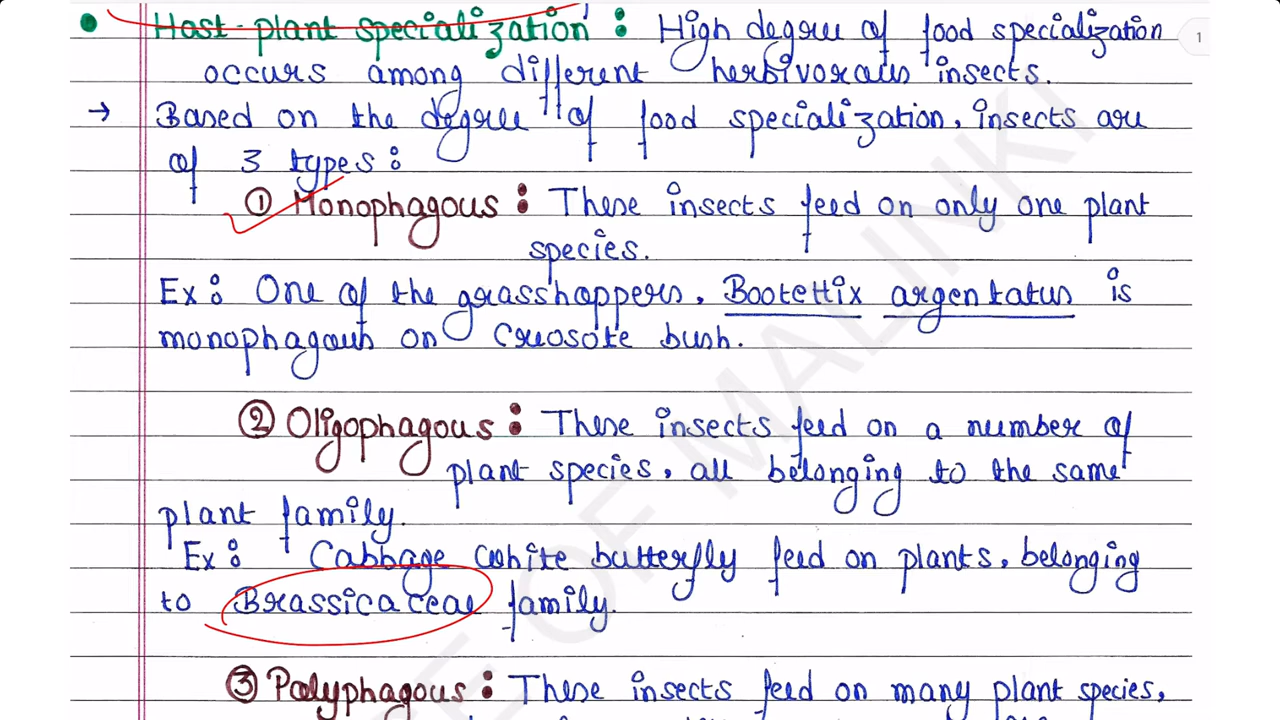 Host plant specialization : High degree of food specialization
occurs among different herbivorous insects.
→ Based on the degree of food specialization, insects are
of 3 types :
① Monophagous : These insects feed on only one plant
species.
Ex : One of the grasshoppers, Bootettix argentatus is
monophagous on Creosote bush.
② Oligophagous : These insects feed on a number of
plant species, all belonging to the same
plant family.
Ex : Cabbage white butterfly feed on plants, belonging
to Brassicaceae family.
③ Polyphagous : These insects feed on many plant species,
1
OF MALINKI